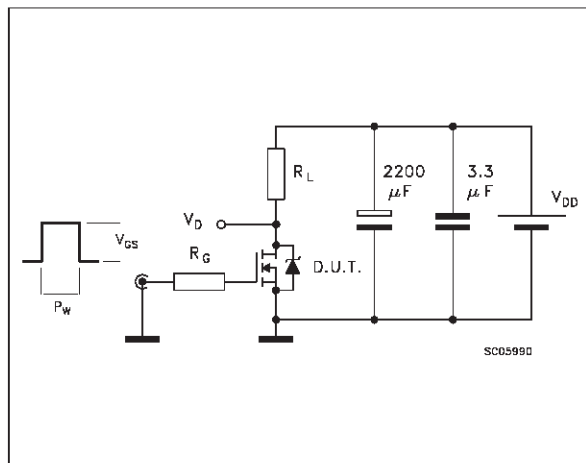 R_L
2200
μF
3.3
μF
V_DD
V_D
V_GS
R_G
D.U.T.
P_W
SC05990